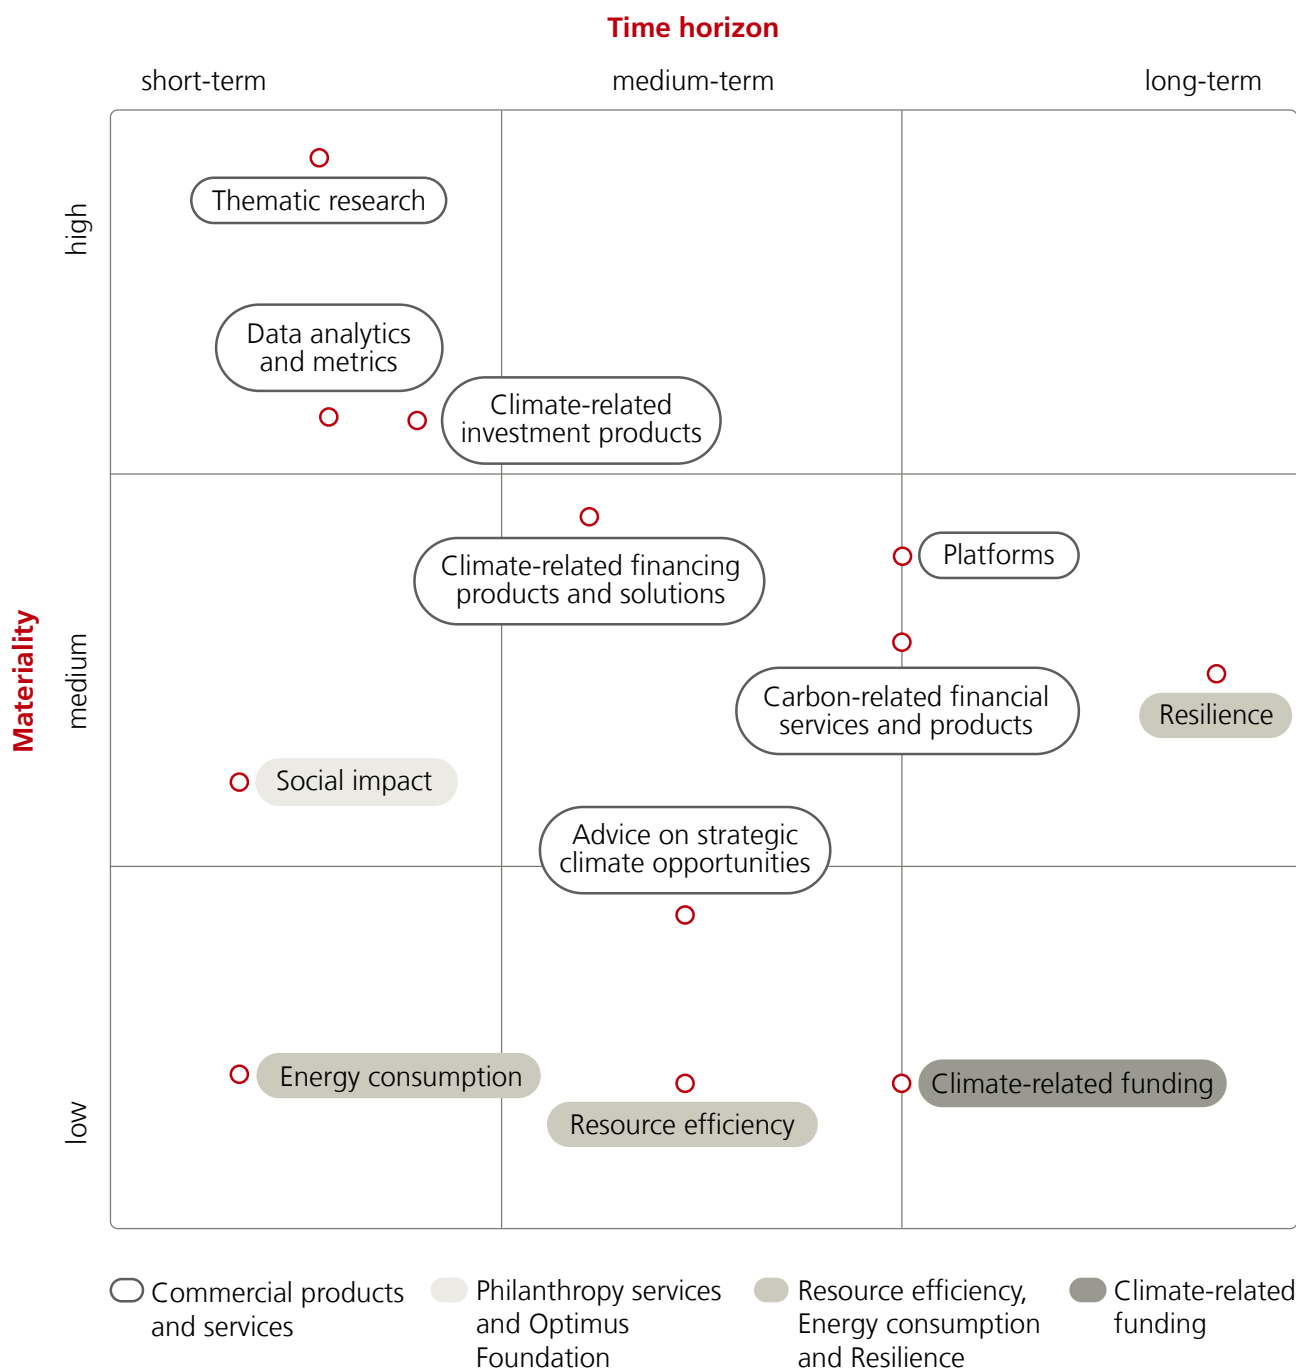 Time horizon
short-term
medium-term
long-term
Materiality
high
Thematic research
Data analytics
and metrics
Climate-related
investment products
medium
Climate-related financing
products and solutions
Platforms
Carbon-related financial
services and products
Resilience
Social impact
Advice on strategic
climate opportunities
low
Energy consumption
Resource efficiency
Climate-related funding
Commercial products
and services
Philanthropy services
and Optimus
Foundation
Resource efficiency,
Energy consumption
and Resilience
Climate-related
funding